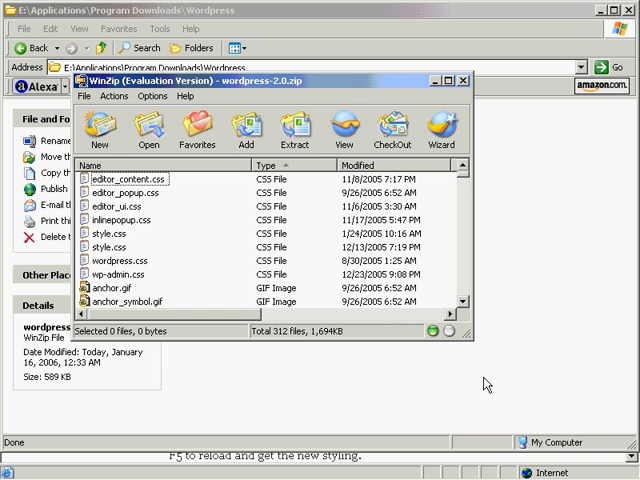 E:\Applications\Program Downloads\Wordpress
File Edit View Favorites Tools Help
Back Search Folders
Address E:\Applications\Program Downloads\Wordpress Go
Alexa amazon.com.
WinZip (Evaluation Version) - wordpress-2.0.zip
File Actions Options Help
New Open Favorites Add Extract View CheckOut Wizard
Name Type Modified
editor_content.css CSS File 11/8/2005 7:17 PM
editor_popup.css CSS File 9/26/2005 6:52 AM
editor_ui.css CSS File 11/6/2005 3:30 AM
inlinepopup.css CSS File 11/17/2005 5:47 PM
style.css CSS File 1/24/2005 10:16 AM
style.css CSS File 12/13/2005 7:19 PM
wordpress.css CSS File 8/30/2005 1:25 AM
wp-admin.css CSS File 12/23/2005 9:08 PM
anchor.gif GIF Image 9/26/2005 6:52 AM
anchor_symbol.gif GIF Image 9/26/2005 6:52 AM
Selected 0 files, 0 bytes Total 312 files, 1,694KB
File and Fo
Rename
Move th
Copy th
Publish
E-mail th
Print thi
Delete t
Other Plac
Details
wordpress
WinZip File
Date Modified: Today, January
16, 2006, 12:33 AM
Size: 589 KB
Done My Computer
F5 to reload and get the new styling.
Internet